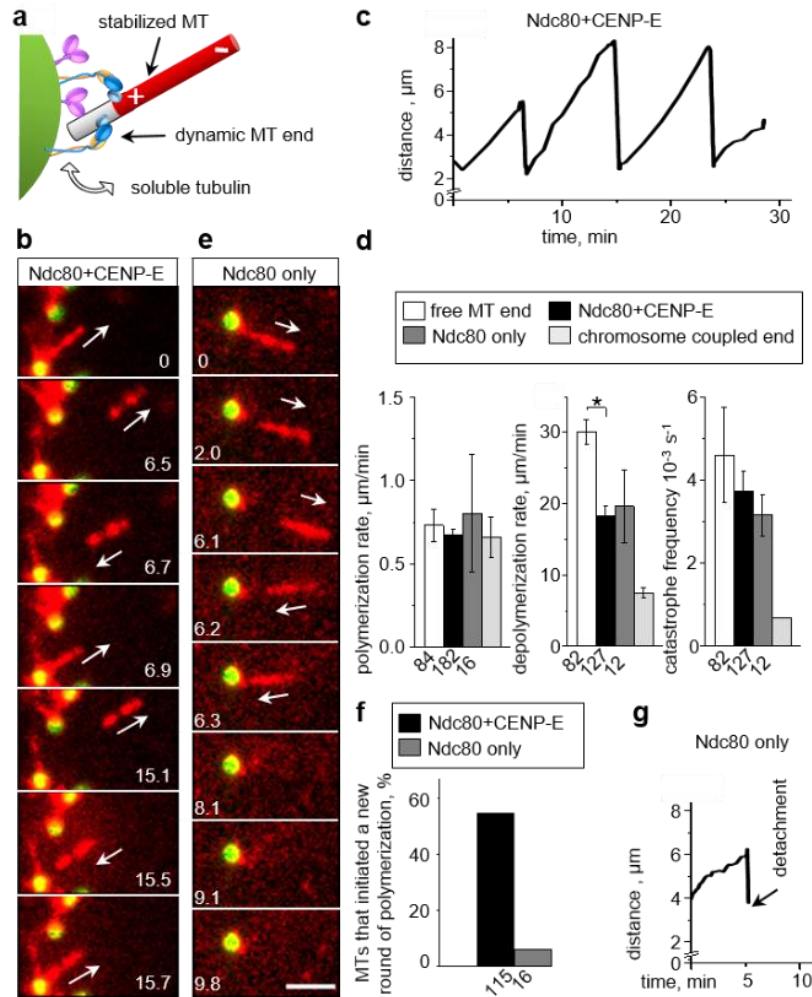 a
stabilized MT
-
+
dynamic MT end
soluble tubulin
c
Ndc80+CENP-E
distance , μm
8
6
4
2
0
10
20
30
time, min
b
Ndc80+CENP-E
0
6.5
6.7
6.9
15.1
15.5
15.7
e
Ndc80 only
0
2.0
6.1
6.2
6.3
8.1
9.1
9.8
d
free MT end
Ndc80+CENP-E
Ndc80 only
chromosome coupled end
polymerization rate, μm/min
1.5
1.0
0.5
0.0
84
182
16
depolymerization rate, μm/min
30
20
10
0
*
82
127
12
catastrophe frequency 10⁻³ s⁻¹
6
4
2
0
82
127
12
f
Ndc80+CENP-E
Ndc80 only
MTs that initiated a new
round of polymerization, %
60
40
20
0
115
16
g
Ndc80 only
detachment
distance , μm
8
6
4
2
0
time, min
5
10